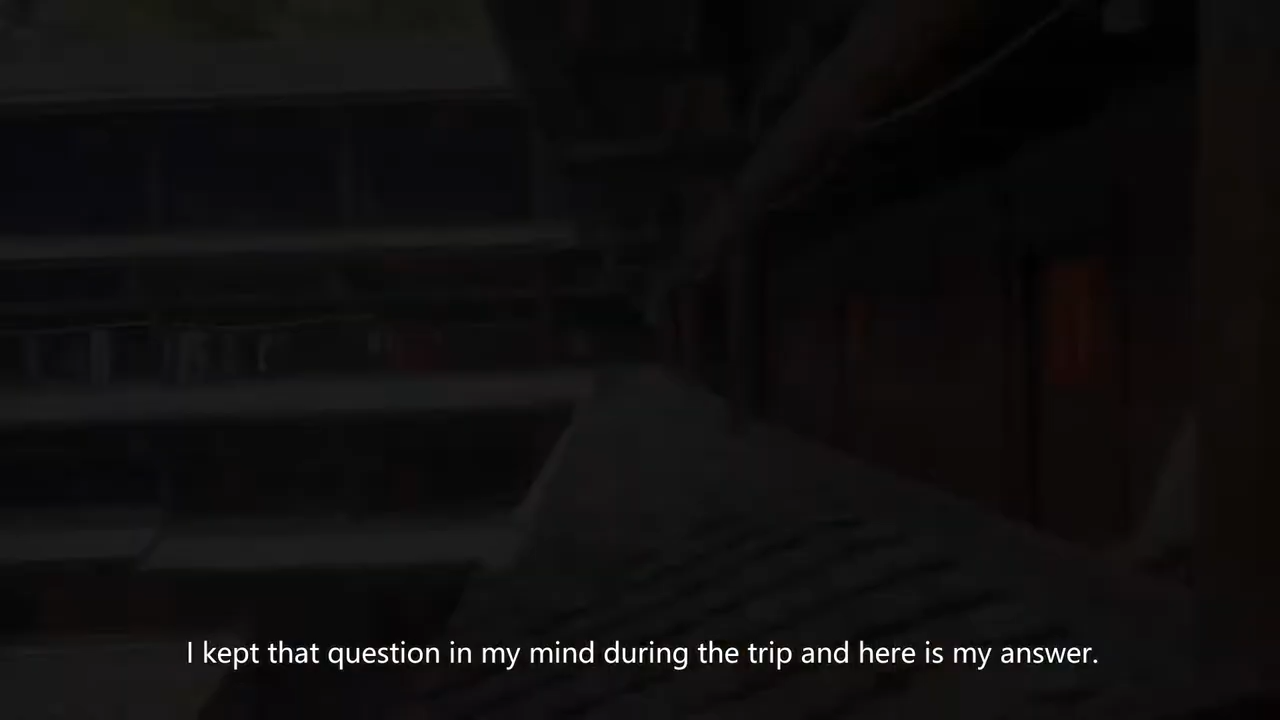 I kept that question in my mind during the trip and here is my answer.